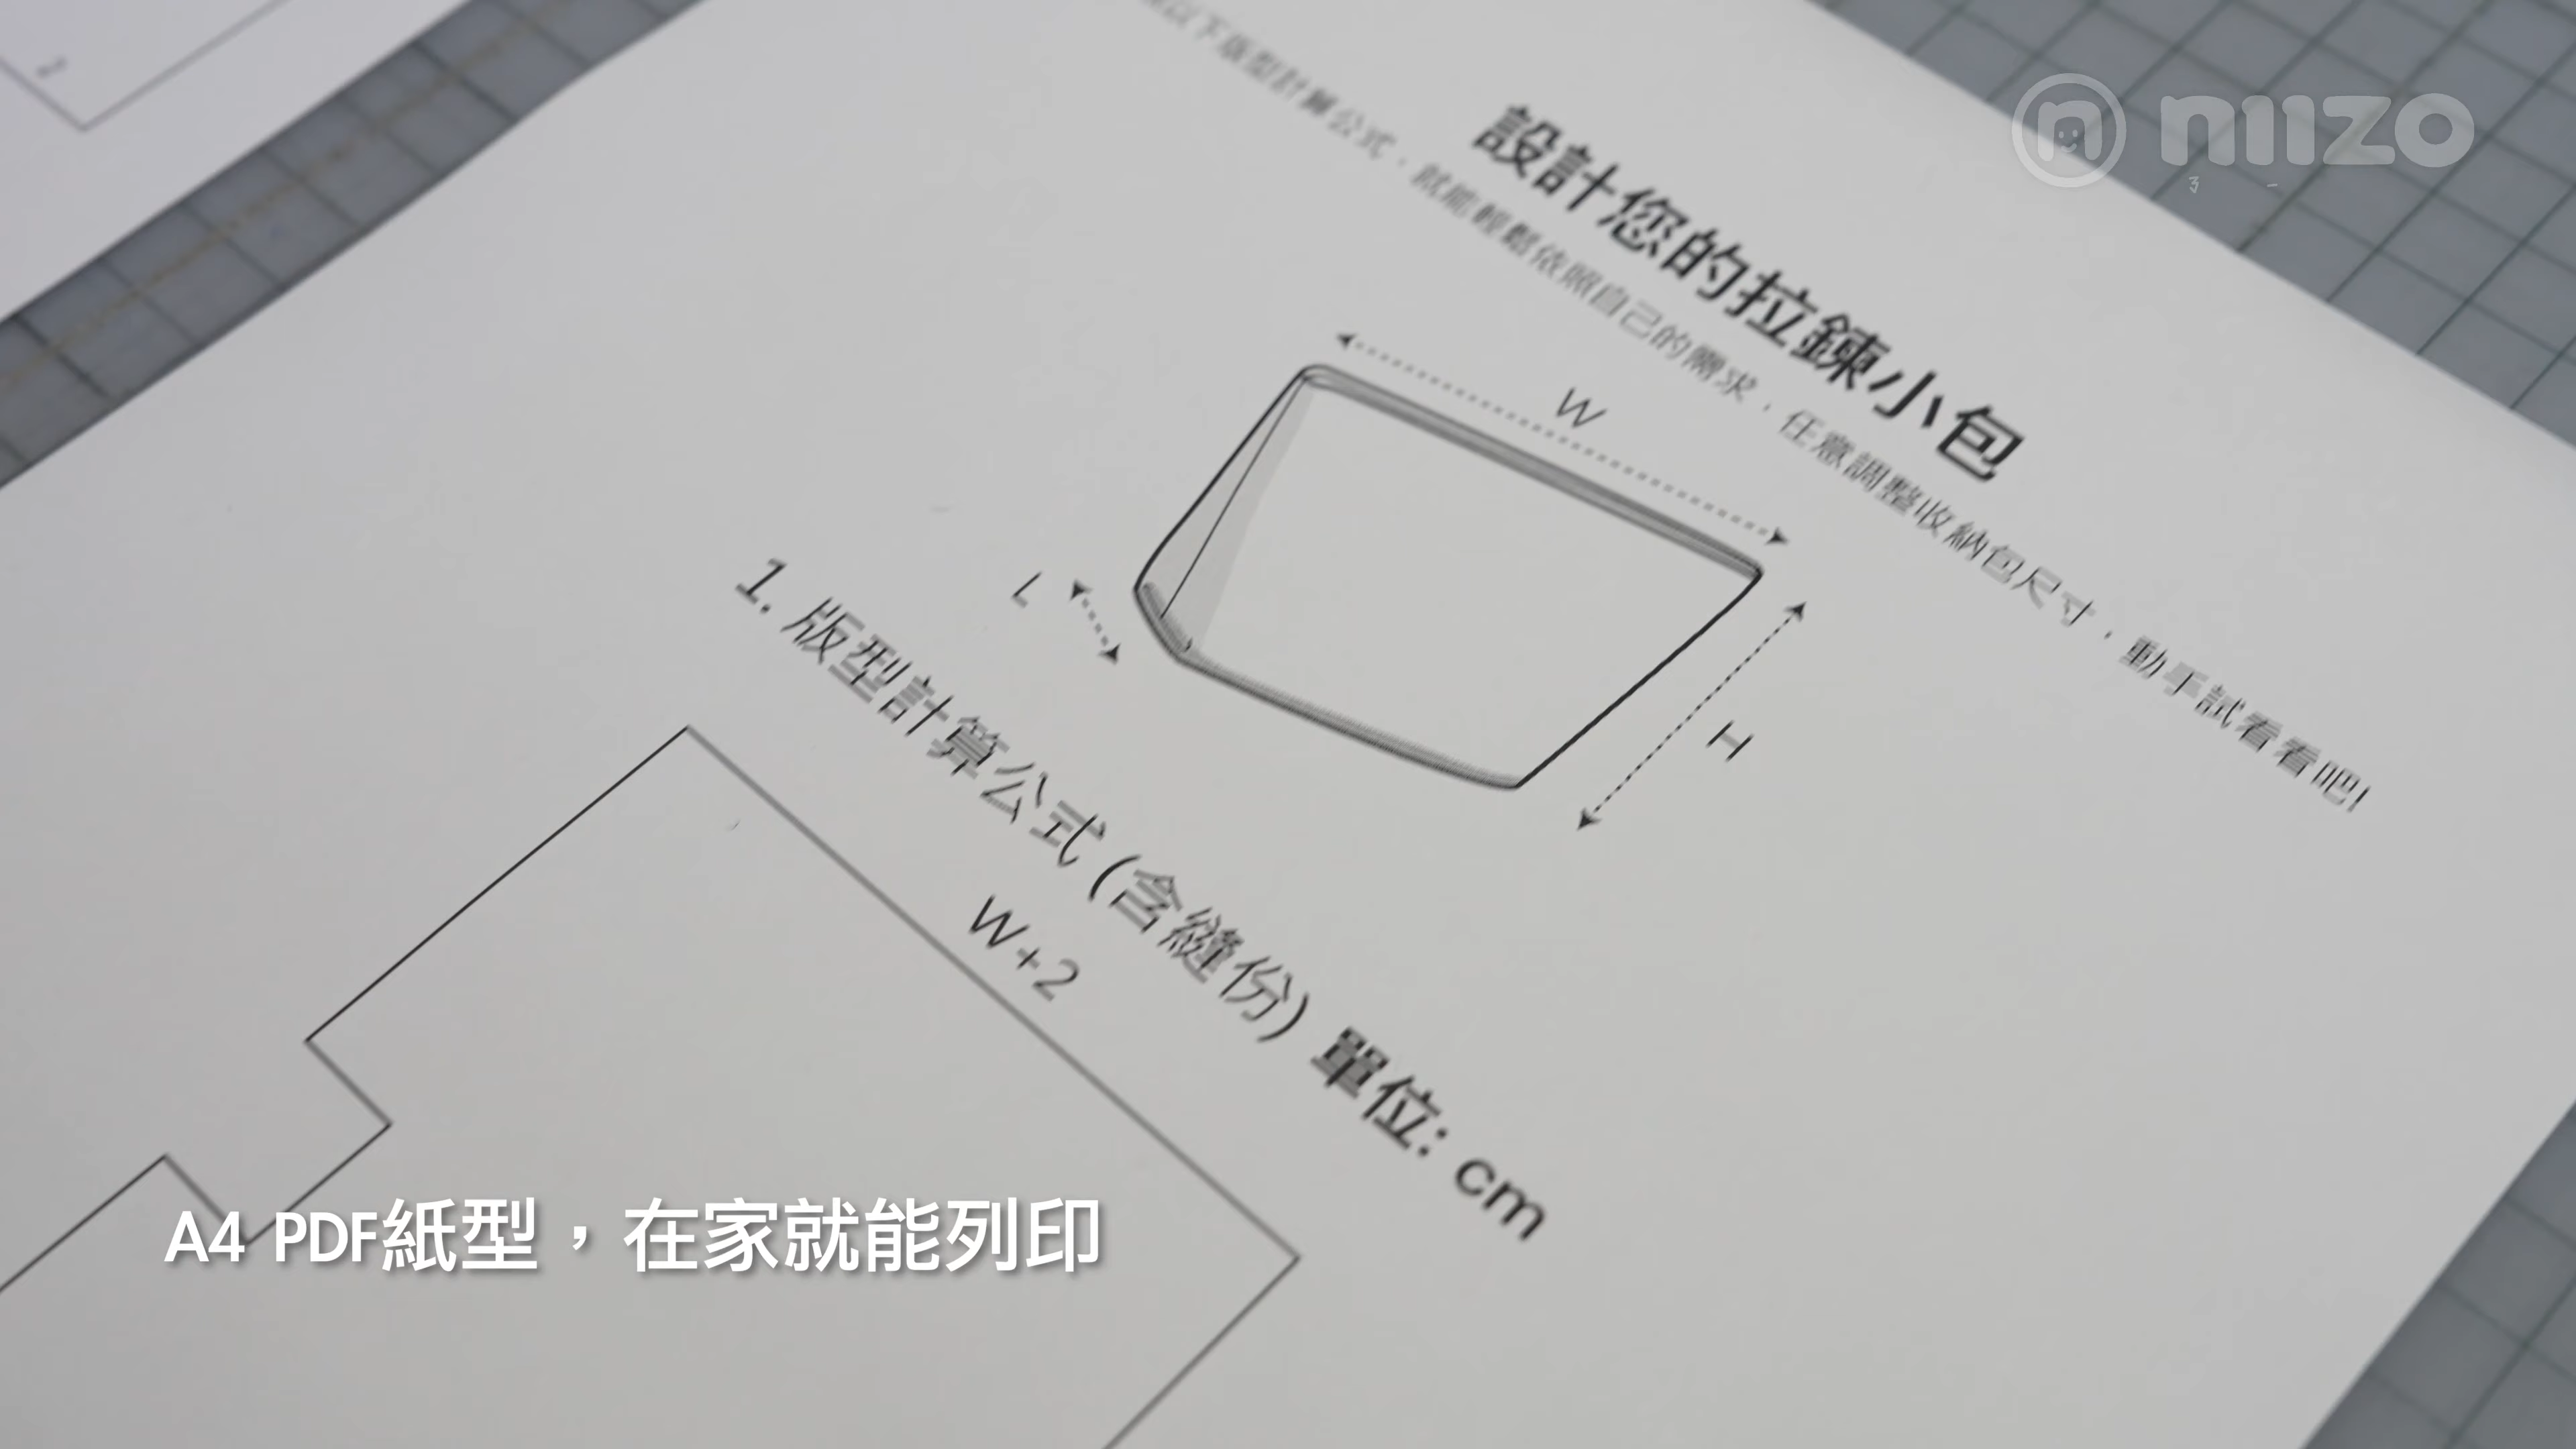 niizo
設計您的拉鍊小包
以下版型計算公式,就能輕鬆依照自己的需求,任意調整收納包尺寸,動手試看看吧!
W
L
H
1. 版型計算公式 (含縫份) 單位: cm
W+2
A4 PDF紙型,在家就能列印